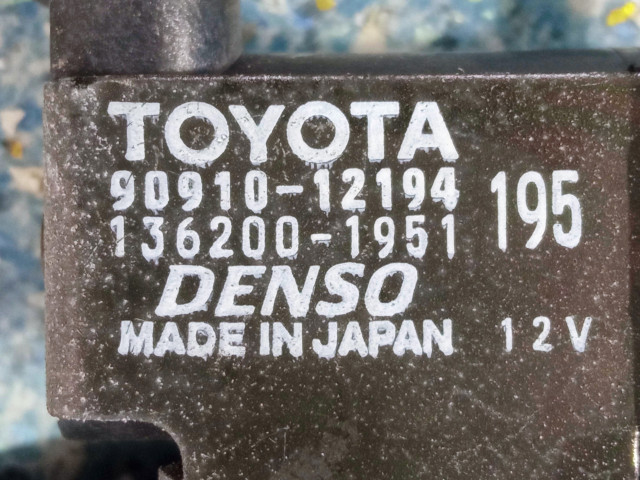 TOYOTA
90910-12194
136200-1951
195
DENSO
MADE IN JAPAN
12V